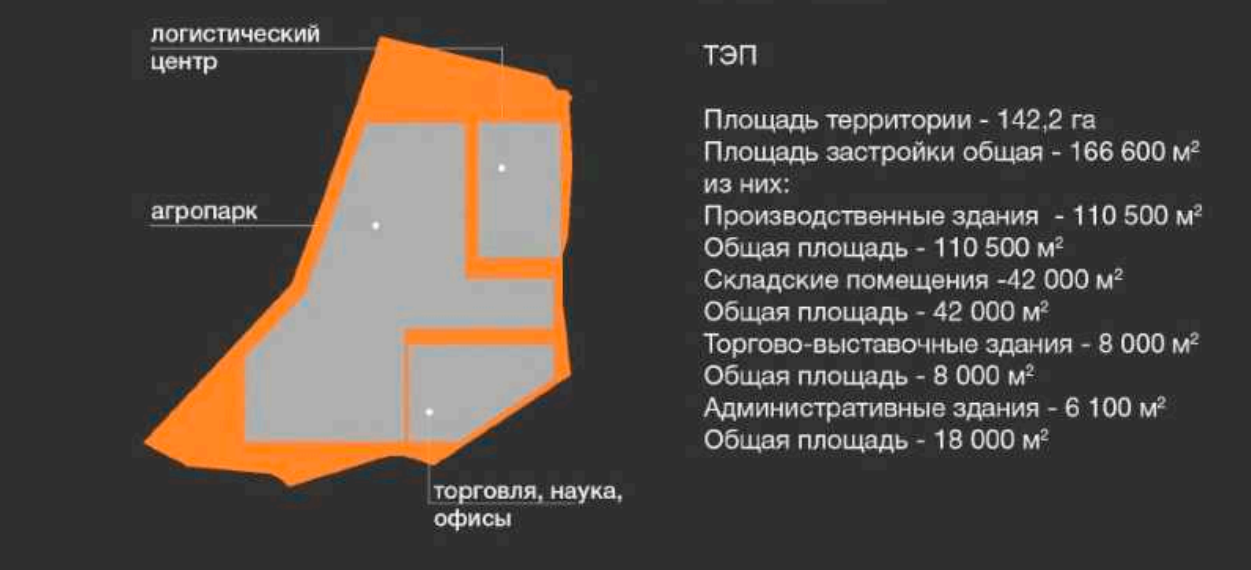 логистический
центр
агропарк
торговля, наука,
офисы
ТЭП
Площадь территории - 142,2 га
Площадь застройки общая - 166 600 м²
из них:
Производственные здания - 110 500 м²
Общая площадь - 110 500 м²
Складские помещения -42 000 м²
Общая площадь - 42 000 м²
Торгово-выставочные здания - 8 000 м²
Общая площадь - 8 000 м²
Административные здания - 6 100 м²
Общая площадь - 18 000 м²